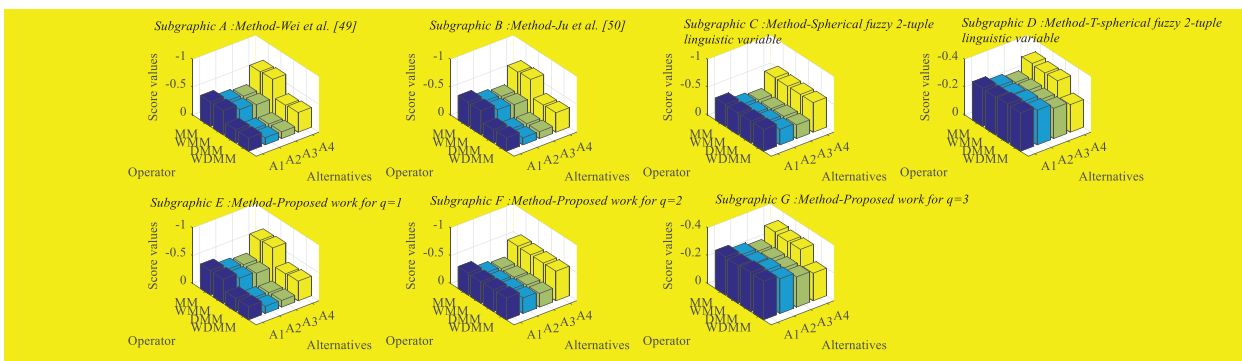 Subgraphic A :Method-Wei et al. [49]
Score values
-1
-0.5
0
MM
WMM
DMM
WDMM
Operator
A1
A2
A3
A4
Alternatives
Subgraphic B :Method-Ju et al. [50]
Score values
-1
-0.5
0
MM
WMM
DMM
WDMM
Operator
A1
A2
A3
A4
Alternatives
Subgraphic C :Method-Spherical fuzzy 2-tuple
linguistic variable
Score values
-1
-0.5
0
MM
WMM
DMM
WDMM
Operator
A1
A2
A3
A4
Alternatives
Subgraphic D :Method-T-spherical fuzzy 2-tuple
linguistic variable
Score values
-0.4
-0.2
0
MM
WMM
DMM
WDMM
Operator
A1
A2
A3
A4
Alternatives
Subgraphic E :Method-Proposed work for q=1
Score values
-1
-0.5
0
MM
WMM
DMM
WDMM
Operator
A1
A2
A3
A4
Alternatives
Subgraphic F :Method-Proposed work for q=2
Score values
-1
-0.5
0
MM
WMM
DMM
WDMM
Operator
A1
A2
A3
A4
Alternatives
Subgraphic G :Method-Proposed work for q=3
Score values
-0.4
-0.2
0
MM
WMM
DMM
WDMM
Operator
A1
A2
A3
A4
Alternatives